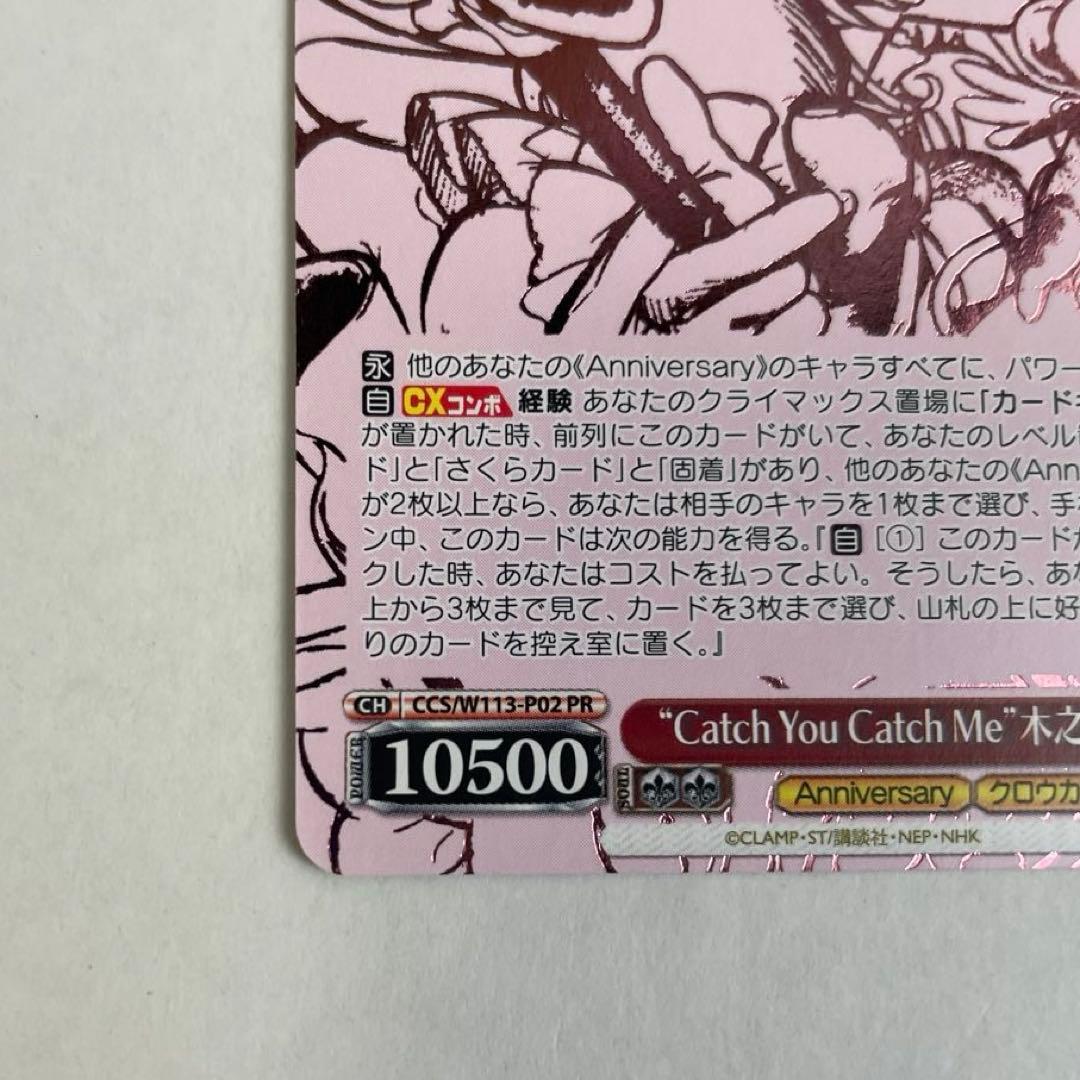 永 他のあなたの《Anniversary》のキャラすべてに、パワー
自 CXコンボ 経験 あなたのクライマックス置場に「カード
が置かれた時、前列にこのカードがいて、あなたのレベル
ド」と「さくらカード」と「固着」があり、他のあなたの《Ann
が2枚以上なら、あなたは相手のキャラを1枚まで選び、手
ン中、このカードは次の能力を得る。『自 [①] このカード
クした時、あなたはコストを払ってよい。そうしたら、あ
上から3枚まで見て、カードを3枚まで選び、山札の上に好
りのカードを控え室に置く。』
CH CCS/W113-P02 PR
POWER 10500
“Catch You Catch Me”木之
SOUL
Anniversary クロウカ
©CLAMP・ST/講談社・NEP・NHK